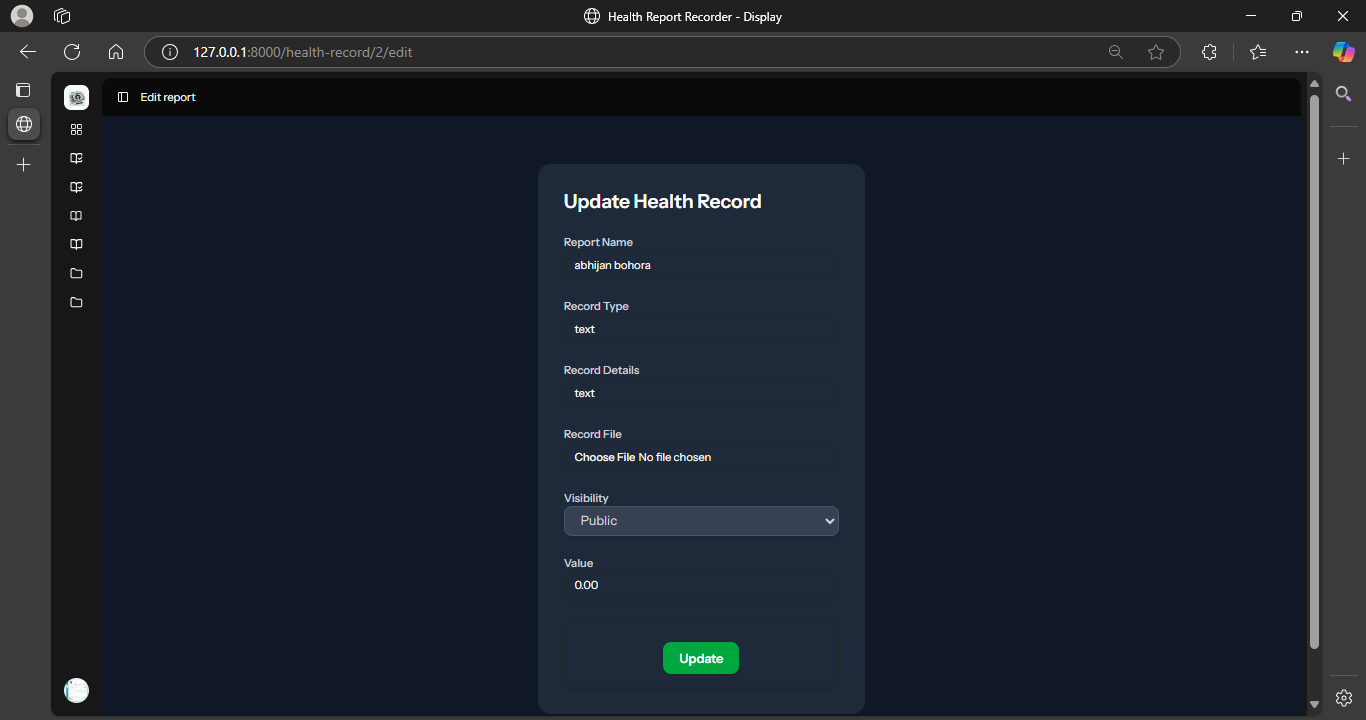 Health Report Recorder - Display
127.0.0.1:8000/health-record/2/edit
Edit report
Update Health Record
Report Name
abhijan bohora
Record Type
text
Record Details
text
Record File
Choose File No file chosen
Visibility
Public
Value
0.00
Update